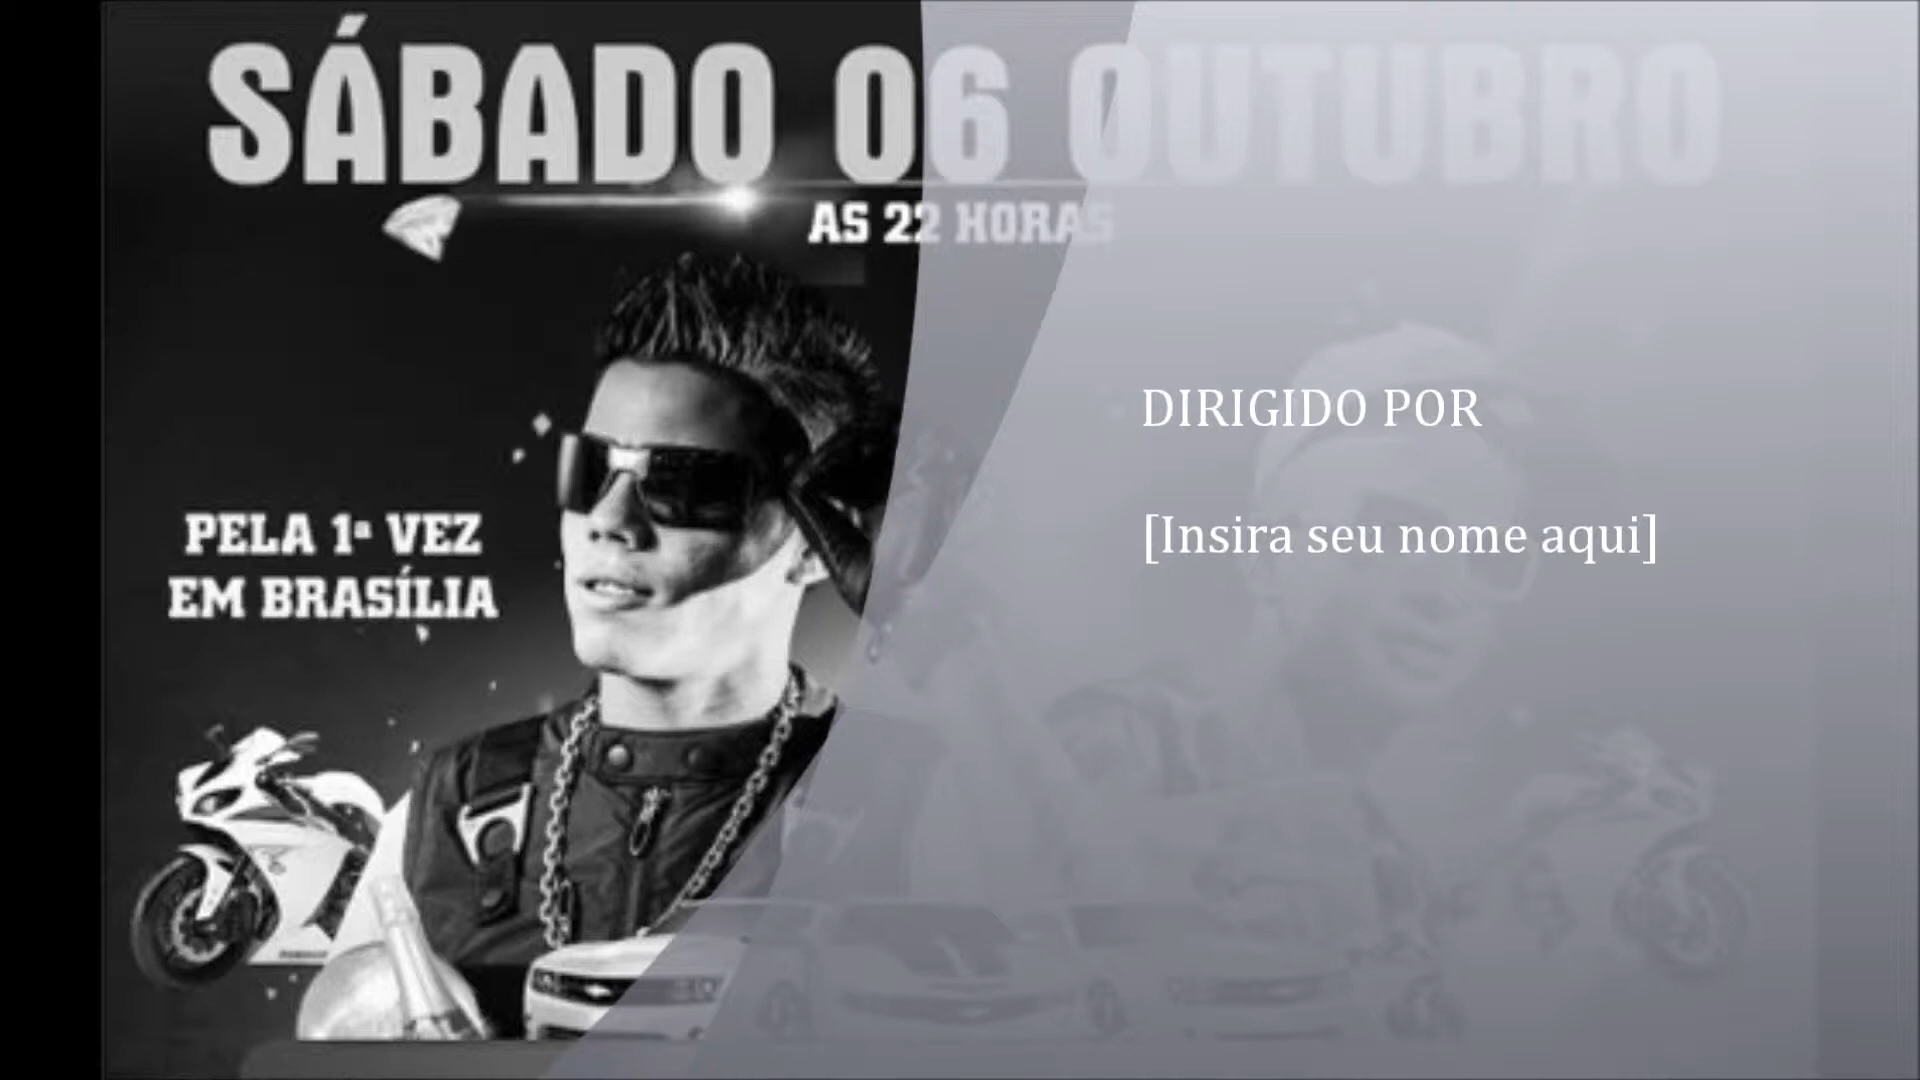 SÁBADO 06 OUTUBRO
AS 22 HORAS
DIRIGIDO POR
[Insira seu nome aqui]
PELA 1ª VEZ
EM BRASÍLIA